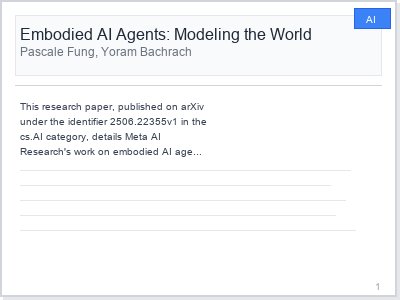 AI
Embodied AI Agents: Modeling the World
Pascale Fung, Yoram Bachrach
This research paper, published on arXiv
under the identifier 2506.22355v1 in the
cs.AI category, details Meta AI
Research's work on embodied AI age...
1